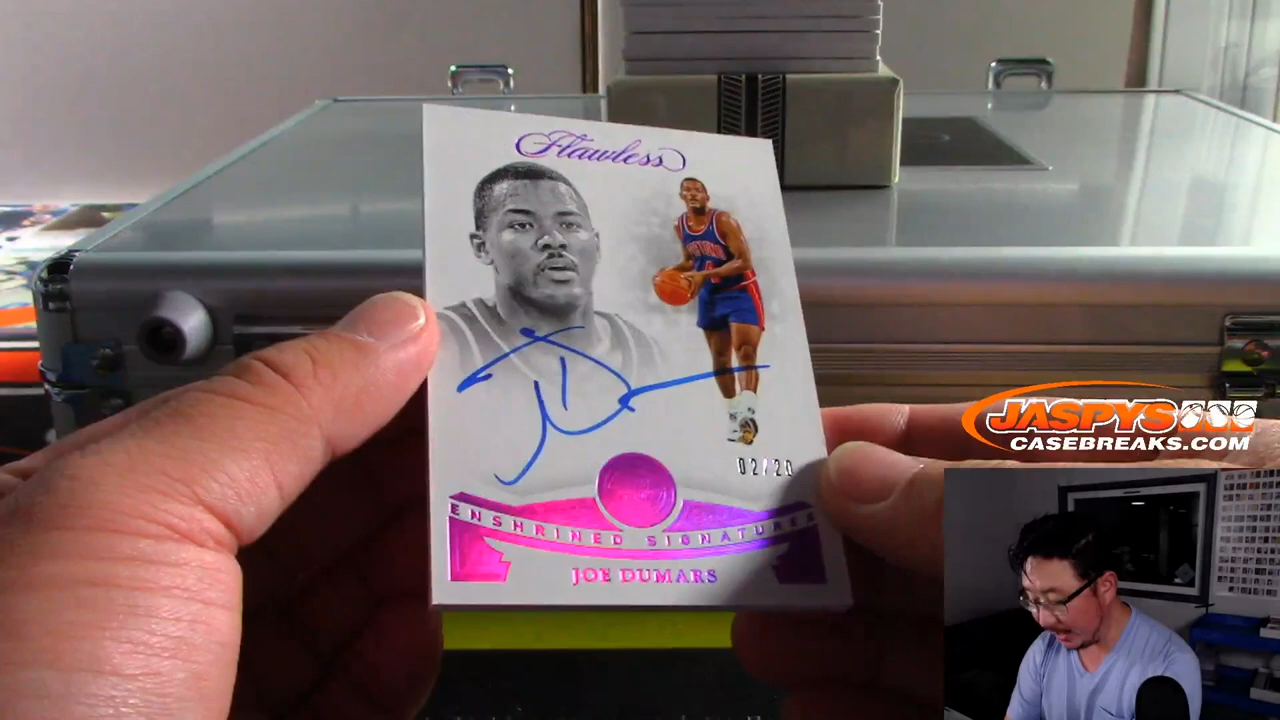 Flawless
02/20
ENSHRINED SIGNATURES
JOE DUMARS
JASPYS
CASEBREAKS.COM